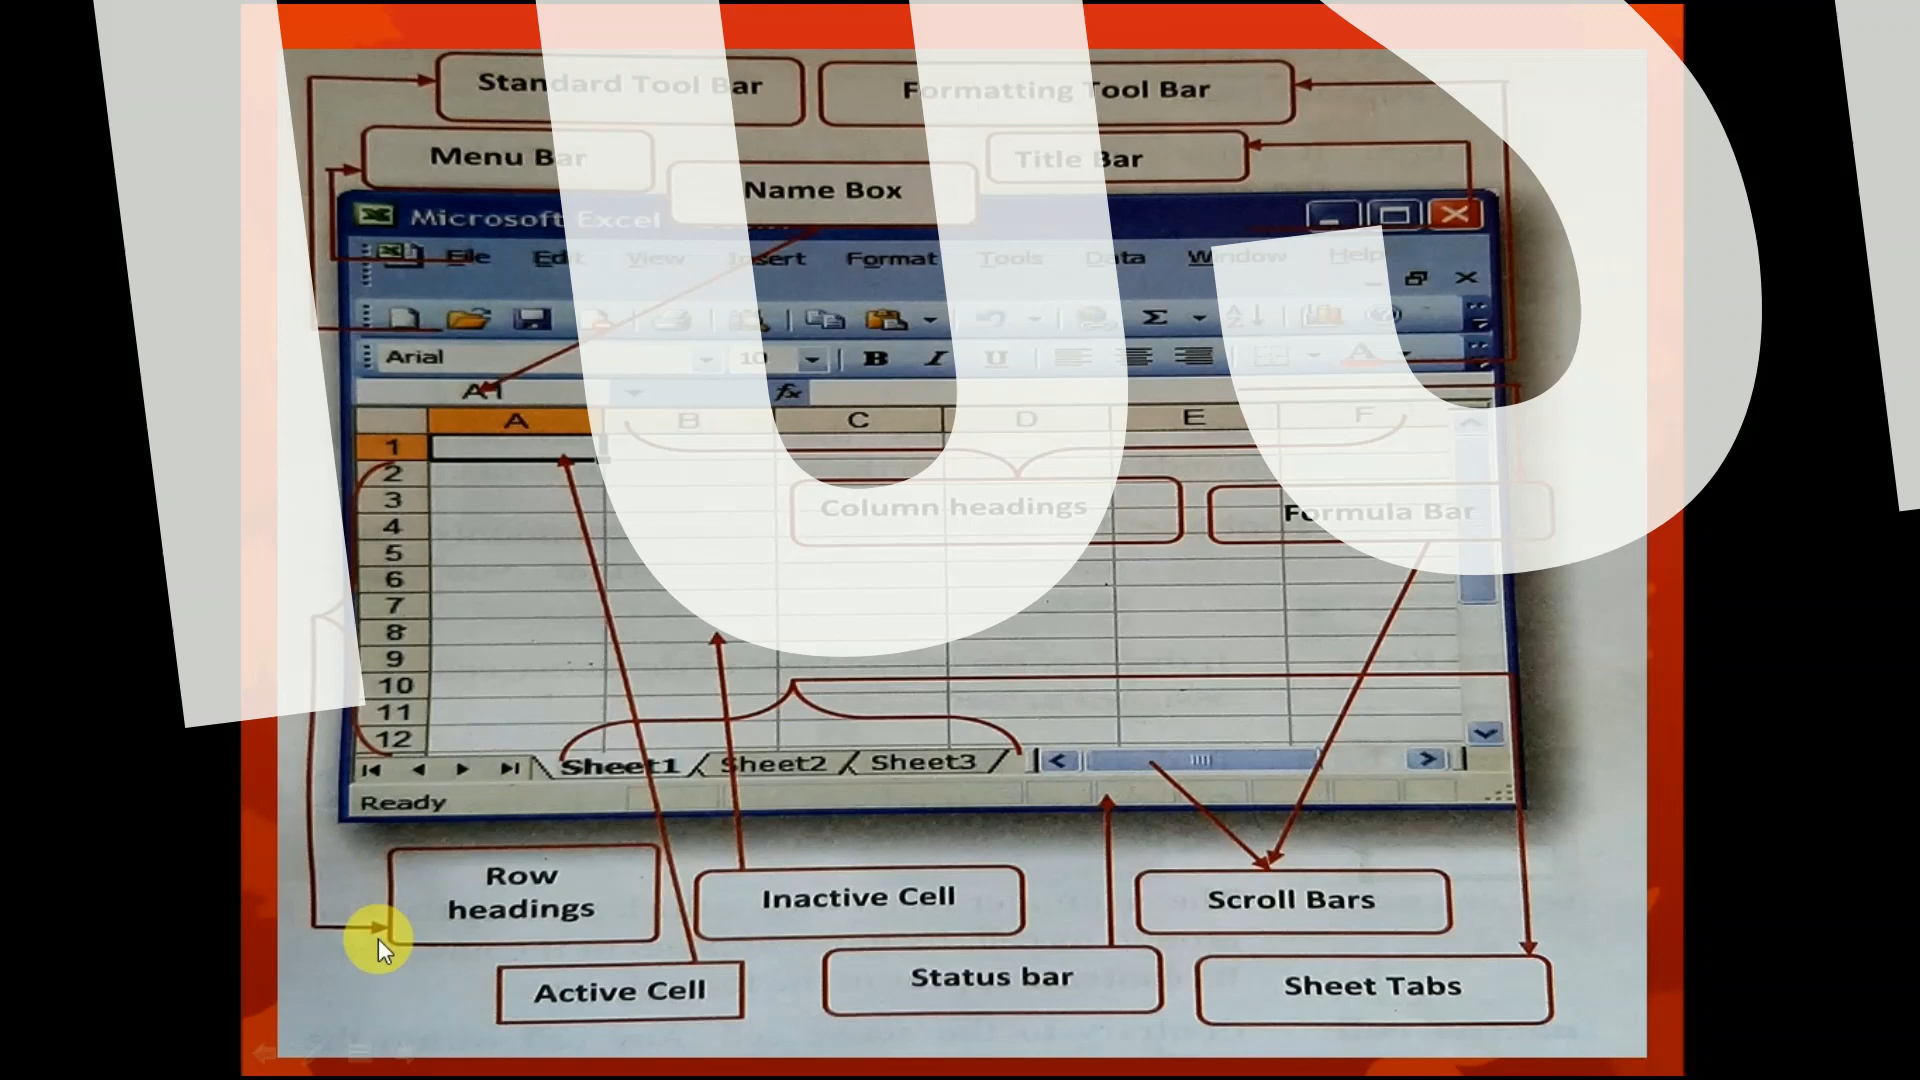 Standard Tool Bar
Formatting Tool Bar
Menu Bar
Title Bar
Name Box
Microsoft Excel
File Edit View Insert Format Tools Data Window Help
Arial 10 B I U A
A1 fx
A B C D E F
1
2
3
4
5
6
7
8
9
10
11
12
Column headings
Formula Bar
Sheet1 Sheet2 Sheet3
Ready
Row
headings
Inactive Cell
Scroll Bars
Active Cell
Status bar
Sheet Tabs